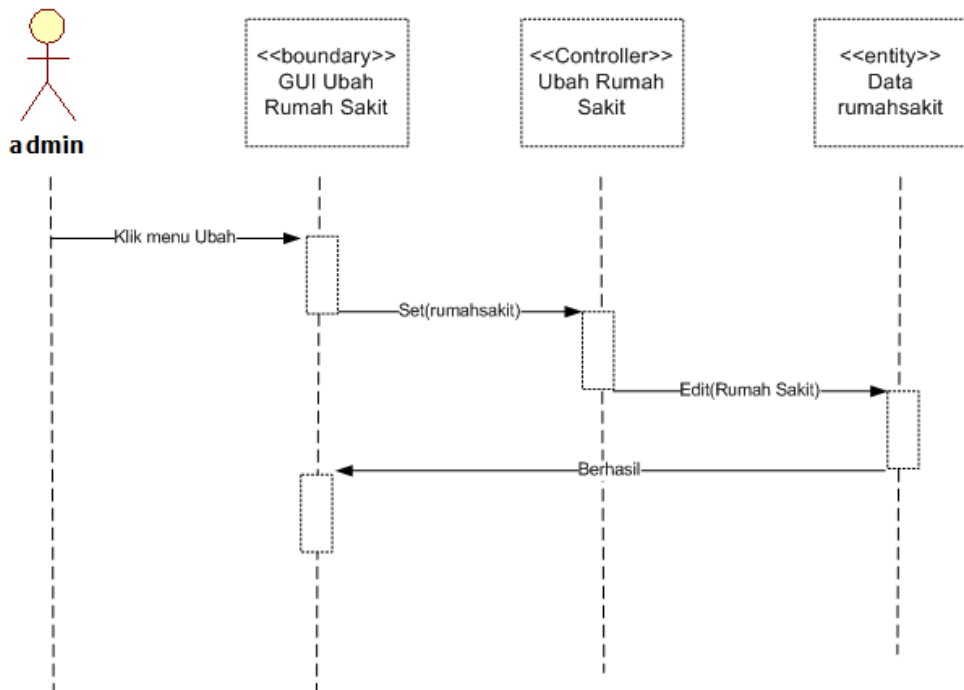 <<boundary>>
GUI Ubah
Rumah Sakit
<<Controller>>
Ubah Rumah
Sakit
<<entity>>
Data
rumahsakit
admin
Klik menu Ubah
Set(rumahsakit)
Edit(Rumah Sakit)
Berhasil